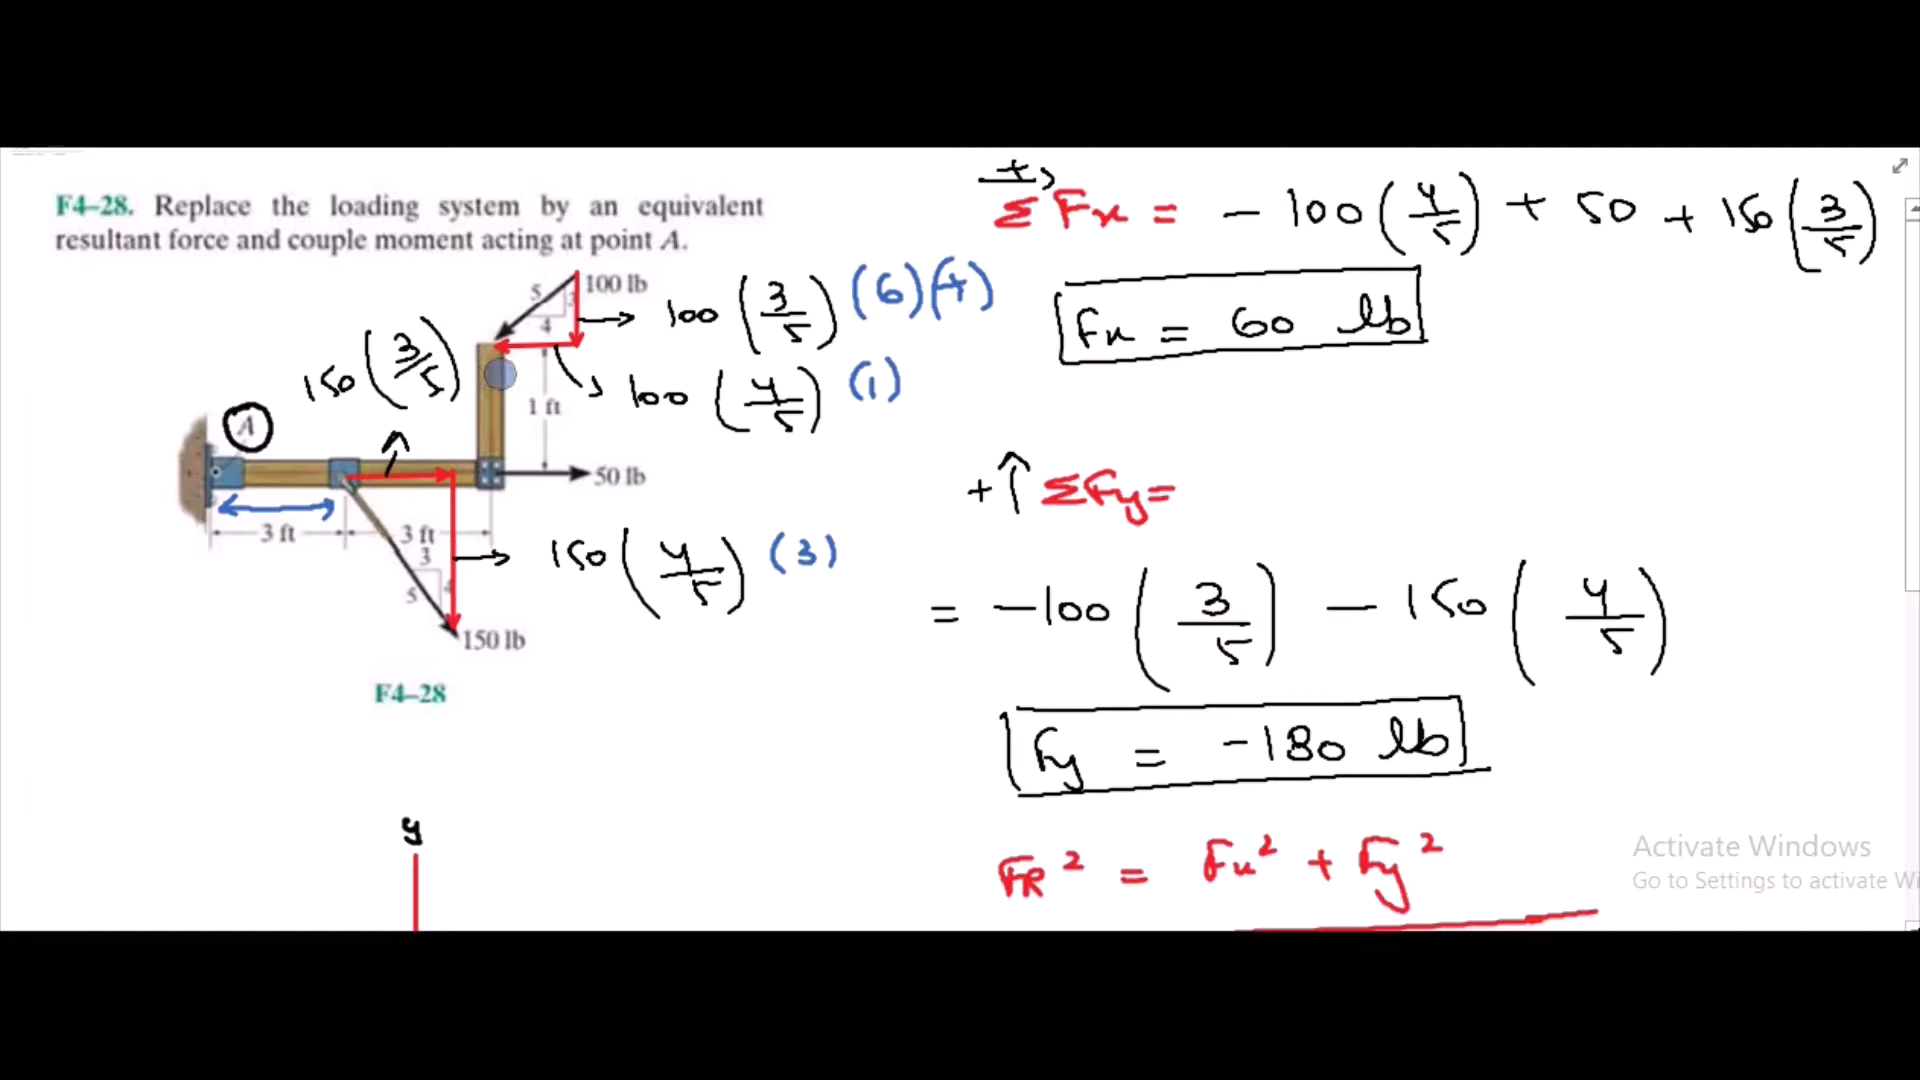 F4–28. Replace the loading system by an equivalent
resultant force and couple moment acting at point A.
100 lb
5
3
4
100 (3/5) (6)(+)
150 (3/5)
100 (4/5) (1)
1 ft
A
50 lb
3 ft
3 ft
3
4
5
150 (4/5) (3)
150 lb
F4–28
y
+
ΣFx = - 100 (4/5) + 50 + 150 (3/5)
Fx = 60 lb
+↑ ΣFy=
= -100 (3/5) - 150 (4/5)
Fy = -180 lb
FR² = Fx² + Fy²
Activate Windows
Go to Settings to activate Wi